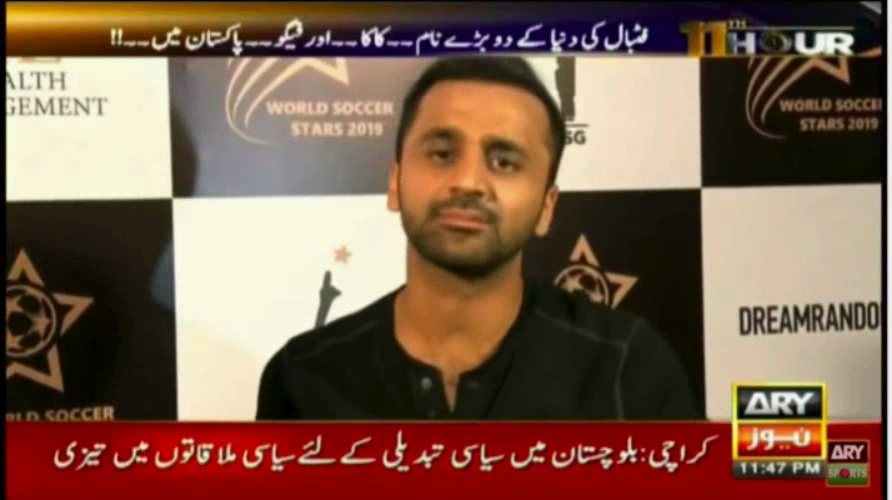 فٹبال کی دنیا کے دو بڑے نام ۔۔کاکا ۔۔اور فیگو ۔۔پاکستان میں ۔۔!!
11TH HOUR
ALTH
GEMENT
WORLD SOCCER
STARS 2019
SG
WORLD SOCCER
STARS 2019
DREAMRANDO
RLD SOCCER
ARY
نیوز
11:47 PM
ARY
SPORTS
کراچی:بلوچستان میں سیاسی تبدیلی کے لئے سیاسی ملاقاتوں میں تیزی